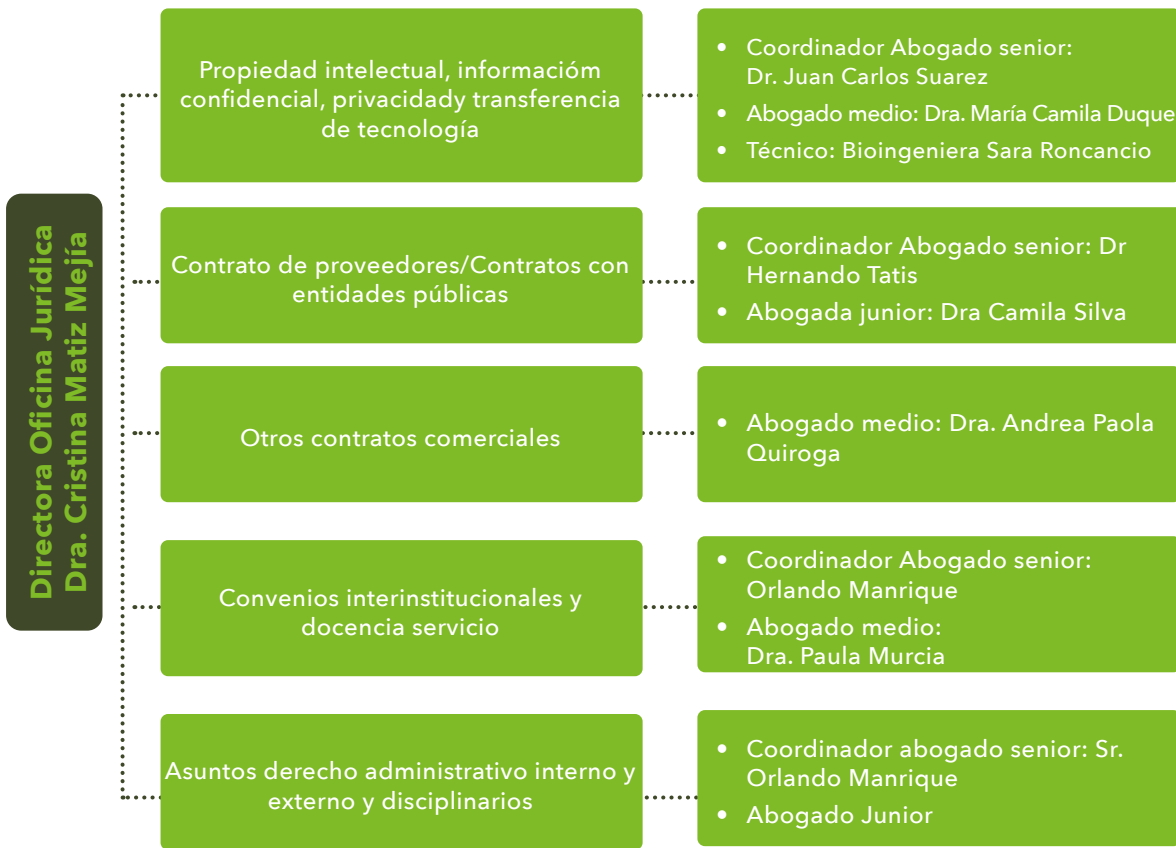 Directora Oficina Jurídica
Dra. Cristina Matiz Mejía
Propiedad intelectual, informacióm
confidencial, privacidady transferencia
de tecnología
• Coordinador Abogado senior:
Dr. Juan Carlos Suarez
• Abogado medio: Dra. María Camila Duque
• Técnico: Bioingeniera Sara Roncancio
Contrato de proveedores/Contratos con
entidades públicas
• Coordinador Abogado senior: Dr
Hernando Tatis
• Abogada junior: Dra Camila Silva
Otros contratos comerciales
• Abogado medio: Dra. Andrea Paola
Quiroga
Convenios interinstitucionales y
docencia servicio
• Coordinador Abogado senior:
Orlando Manrique
• Abogado medio:
Dra. Paula Murcia
Asuntos derecho administrativo interno y
externo y disciplinarios
• Coordinador abogado senior: Sr.
Orlando Manrique
• Abogado Junior